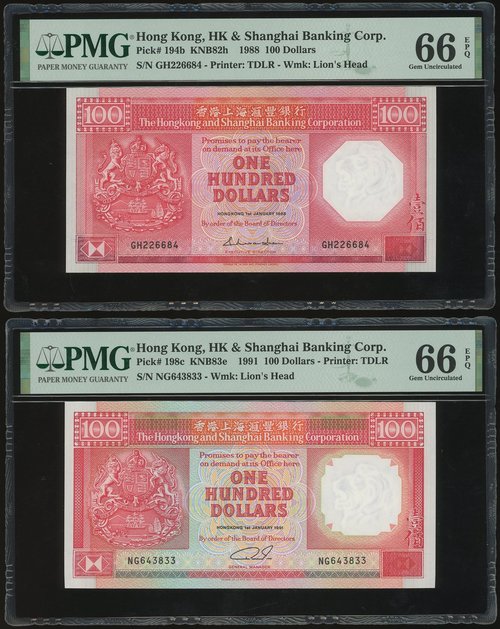 PMG
PAPER MONEY GUARANTY
Hong Kong, HK & Shanghai Banking Corp.
Pick# 194b KNB82h 1988 100 Dollars
S/N GH226684 - Printer: TDLR - Wmk: Lion's Head
66 EPQ
Gem Uncirculated
100
香港上海滙豐銀行
100
The Hongkong and Shanghai Banking Corporation
Promises to pay the bearer
on demand at its Office here
ONE
HUNDRED
DOLLARS
HONGKONG 1st JANUARY 1988
By order of the Board of Directors
壹百圓
GH226684
GH226684
EXECUTIVE DIRECTOR
PMG
PAPER MONEY GUARANTY
Hong Kong, HK & Shanghai Banking Corp.
Pick# 198c KNB83e 1991 100 Dollars - Printer: TDLR
S/N NG643833 - Wmk: Lion's Head
66 EPQ
Gem Uncirculated
100
香港上海滙豐銀行
100
The Hongkong and Shanghai Banking Corporation
Promises to pay the bearer
on demand at its Office here
ONE
HUNDRED
DOLLARS
HONGKONG 1st JANUARY 1991
By order of the Board of Directors
壹百圓
NG643833
NG643833
GENERAL MANAGER